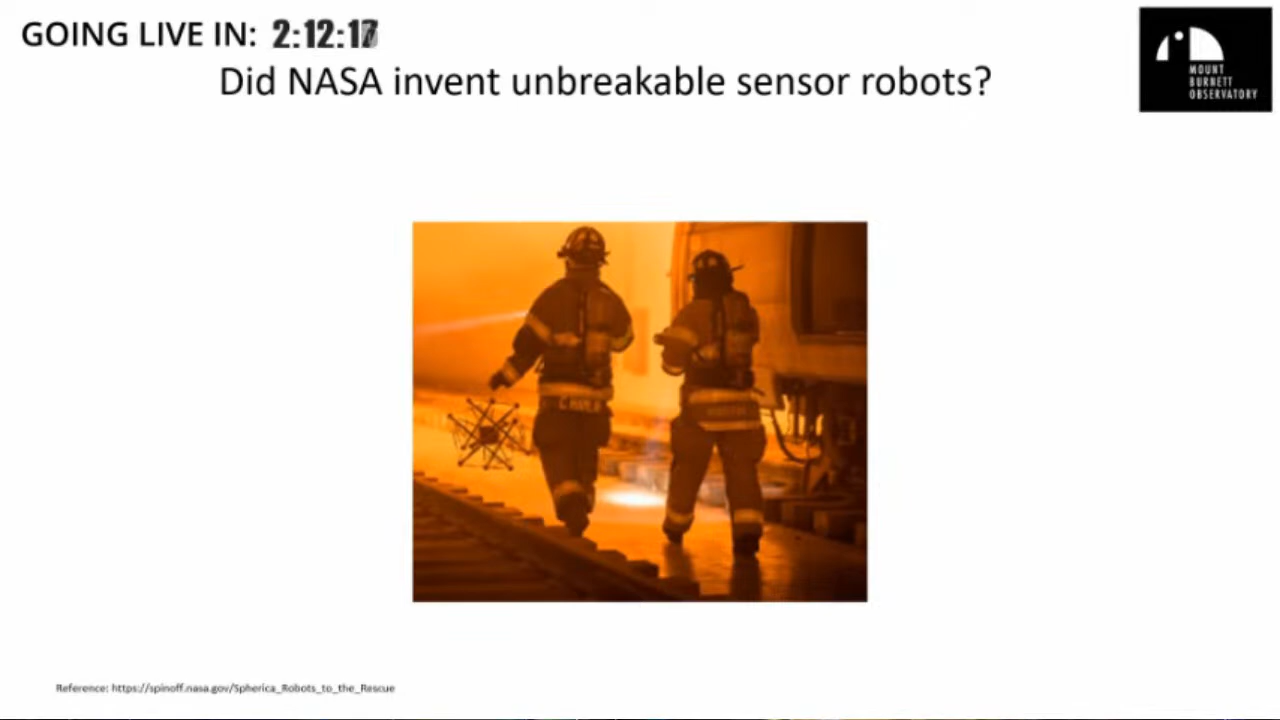 GOING LIVE IN: 2:12:17
Did NASA invent unbreakable sensor robots?
MOUNT
BURNETT
OBSERVATORY
Reference: https://spinoff.nasa.gov/Spherica_Robots_to_the_Rescue